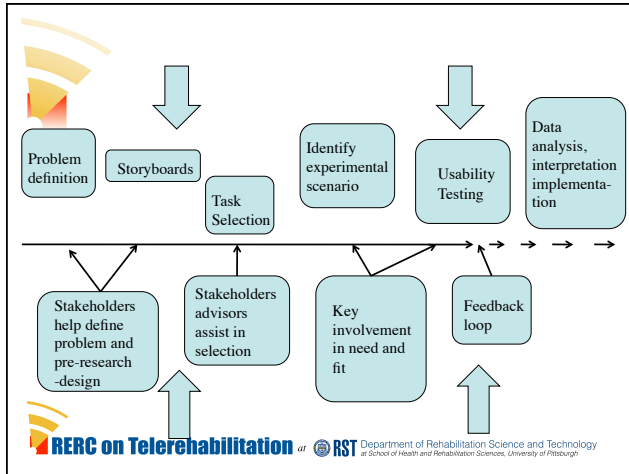 Problem
definition
Storyboards
Task
Selection
Identify
experimental
scenario
Usability
Testing
Data
analysis,
interpretation
implementa-
tion
Stakeholders
help define
problem and
pre-research
-design
Stakeholders
advisors
assist in
selection
Key
involvement
in need and
fit
Feedback
loop
RERC on Telerehabilitation at RST Department of Rehabilitation Science and Technology
at School of Health and Rehabilitation Sciences, University of Pittsburgh